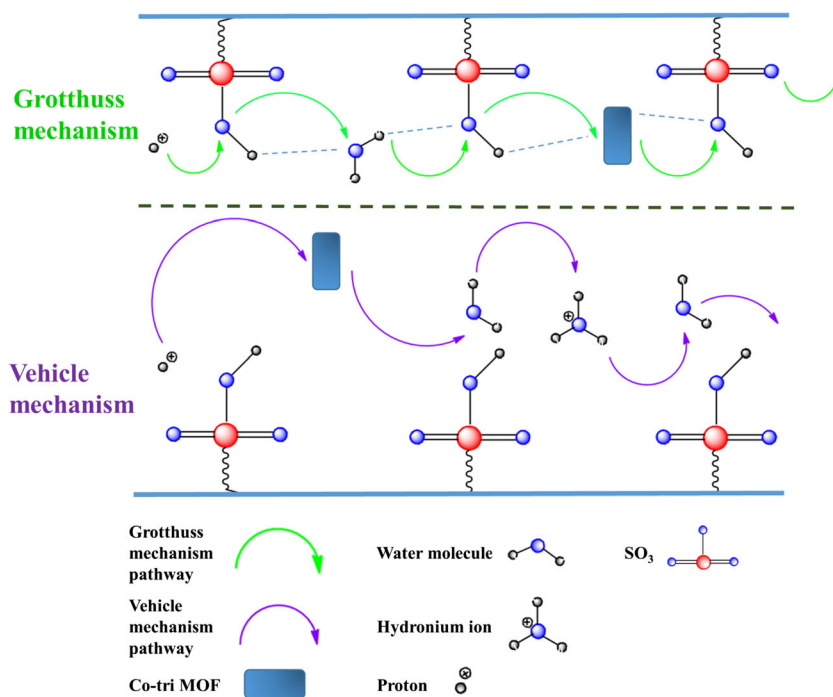 Grotthuss
mechanism
Vehicle
mechanism
Grotthuss
mechanism
pathway
Water molecule
SO₃
Vehicle
mechanism
pathway
Hydronium ion
Co-tri MOF
Proton